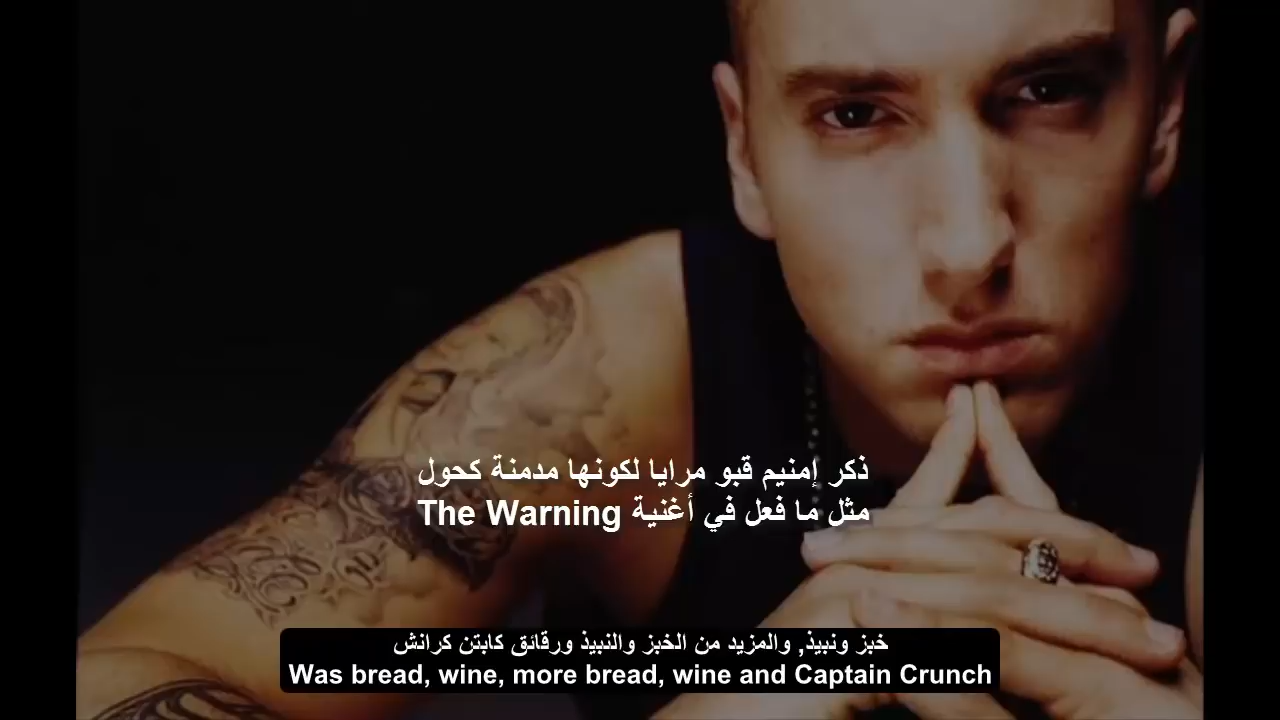 ذكر إمنيم قبو مرايا لكونها مدمنة كحول
مثل ما فعل في أغنية The Warning
خبز ونبيذ, والمزيد من الخبز والنبيذ ورقائق كابتن كرانش
Was bread, wine, more bread, wine and Captain Crunch